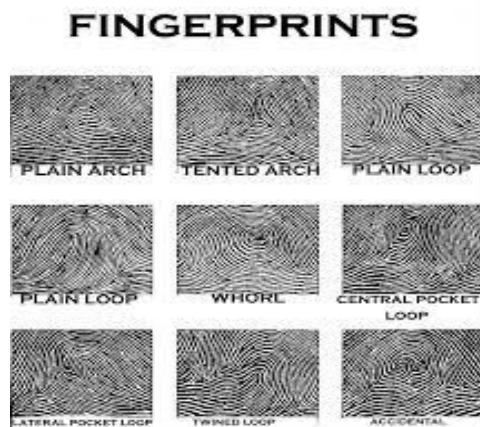 FINGERPRINTS
PLAIN ARCH
TENTED ARCH
PLAIN LOOP
PLAIN LOOP
WHORL
CENTRAL POCKET
LOOP
LATERAL POCKET LOOP
TWINED LOOP
ACCIDENTAL